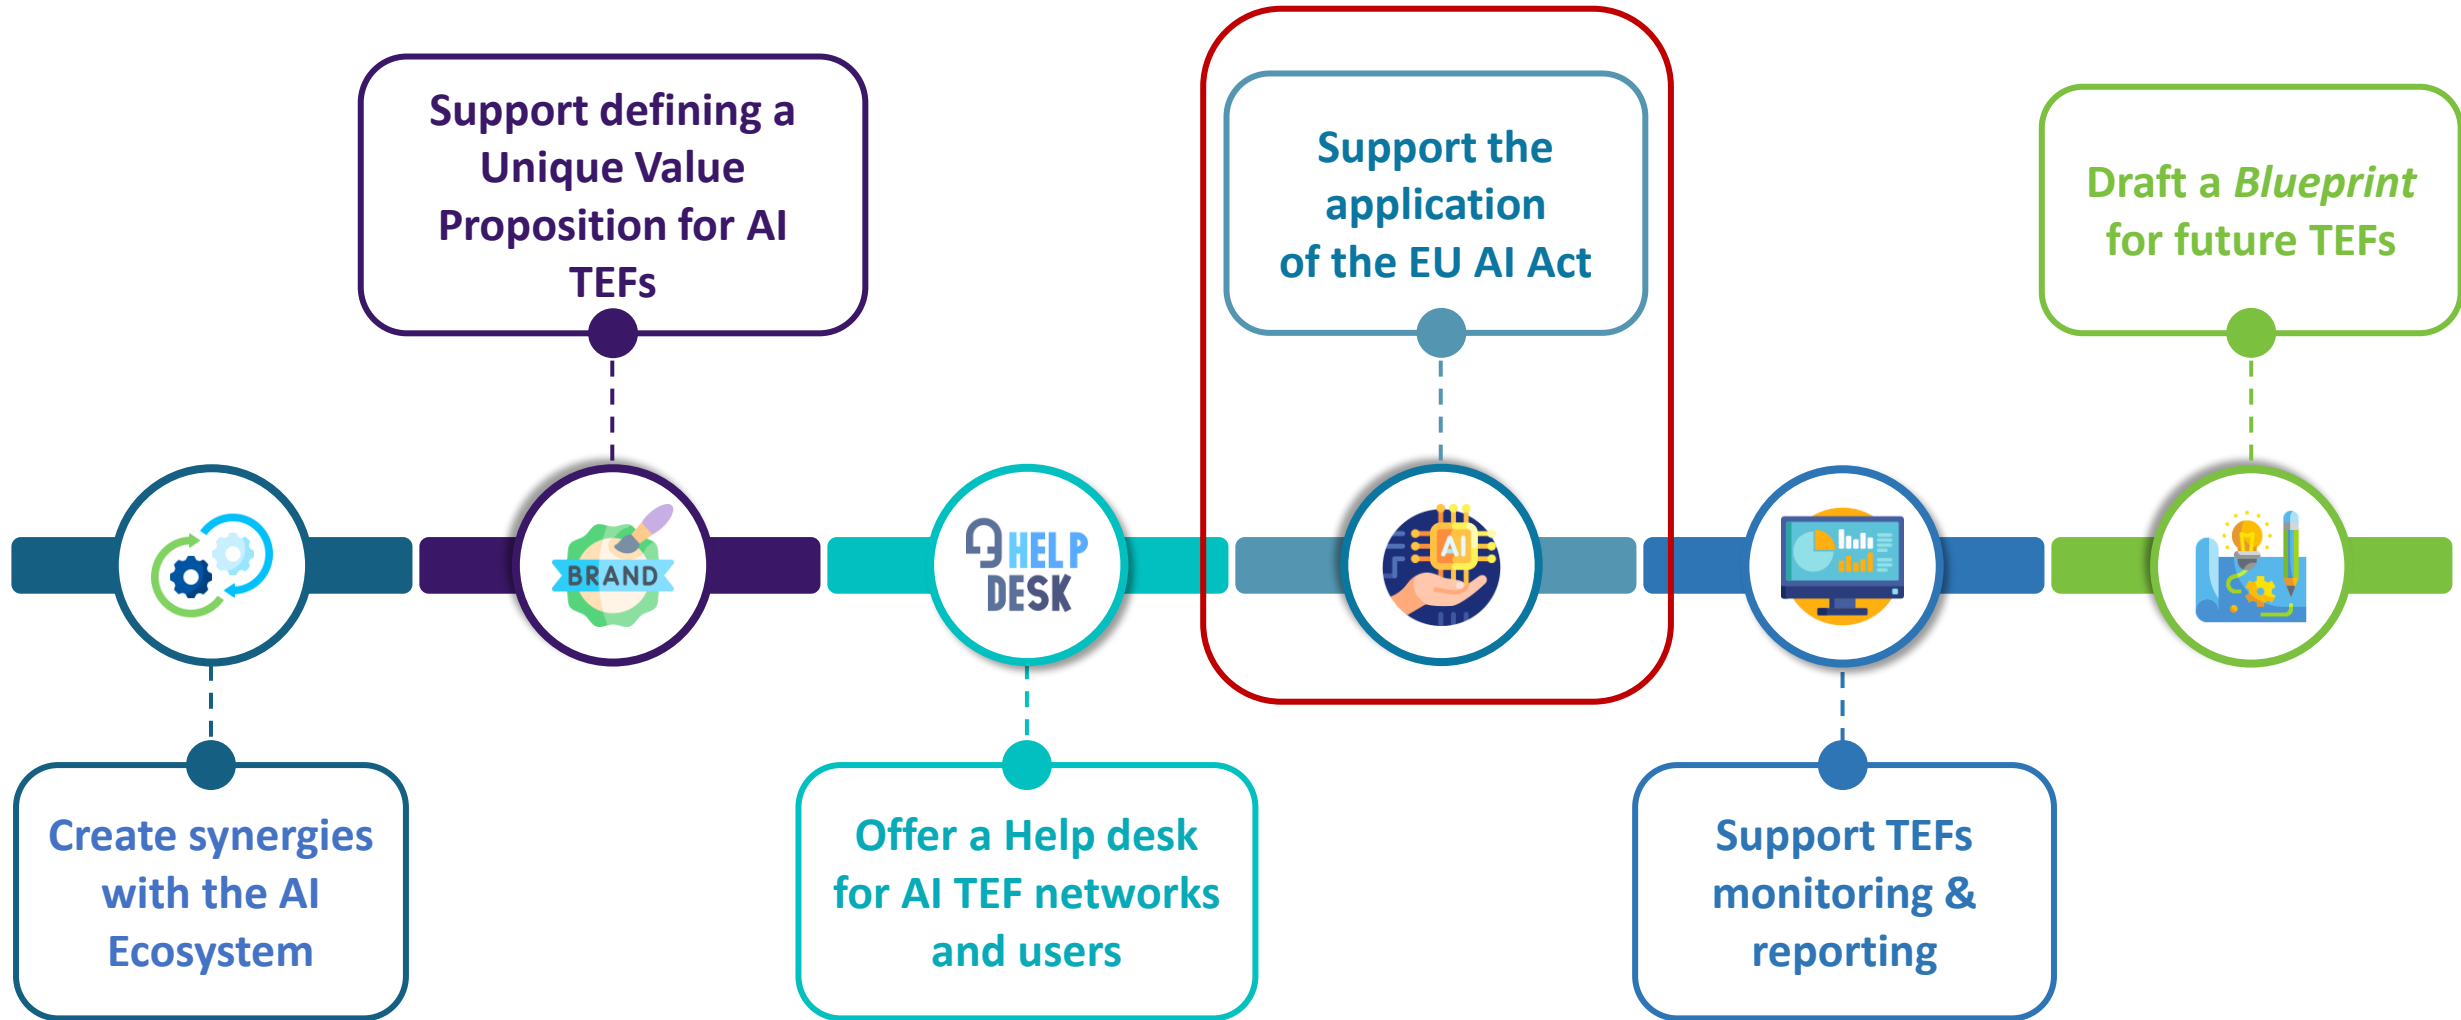 Support defining a
Unique Value
Proposition for AI
TEFs
Support the
application
of the EU AI Act
Draft a Blueprint
for future TEFs
BRAND
HELP
DESK
AI
Create synergies
with the AI
Ecosystem
Offer a Help desk
for AI TEF networks
and users
Support TEFs
monitoring &
reporting